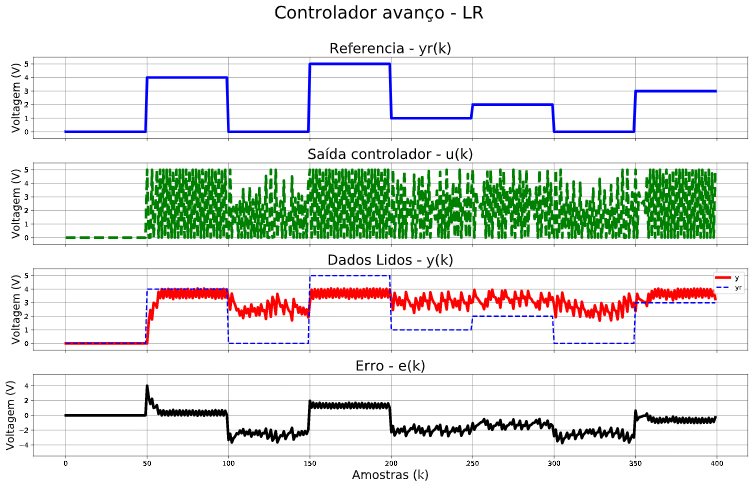 Controlador avanço - LR
Referencia - yr(k)
Voltagem (V)
5
4
3
2
1
0
Saída controlador - u(k)
Voltagem (V)
5
4
3
2
1
0
Dados Lidos - y(k)
Voltagem (V)
5
4
3
2
1
0
y
yr
Erro - e(k)
Voltagem (V)
4
2
0
−2
−4
0 50 100 150 200 250 300 350 400
Amostras (k)